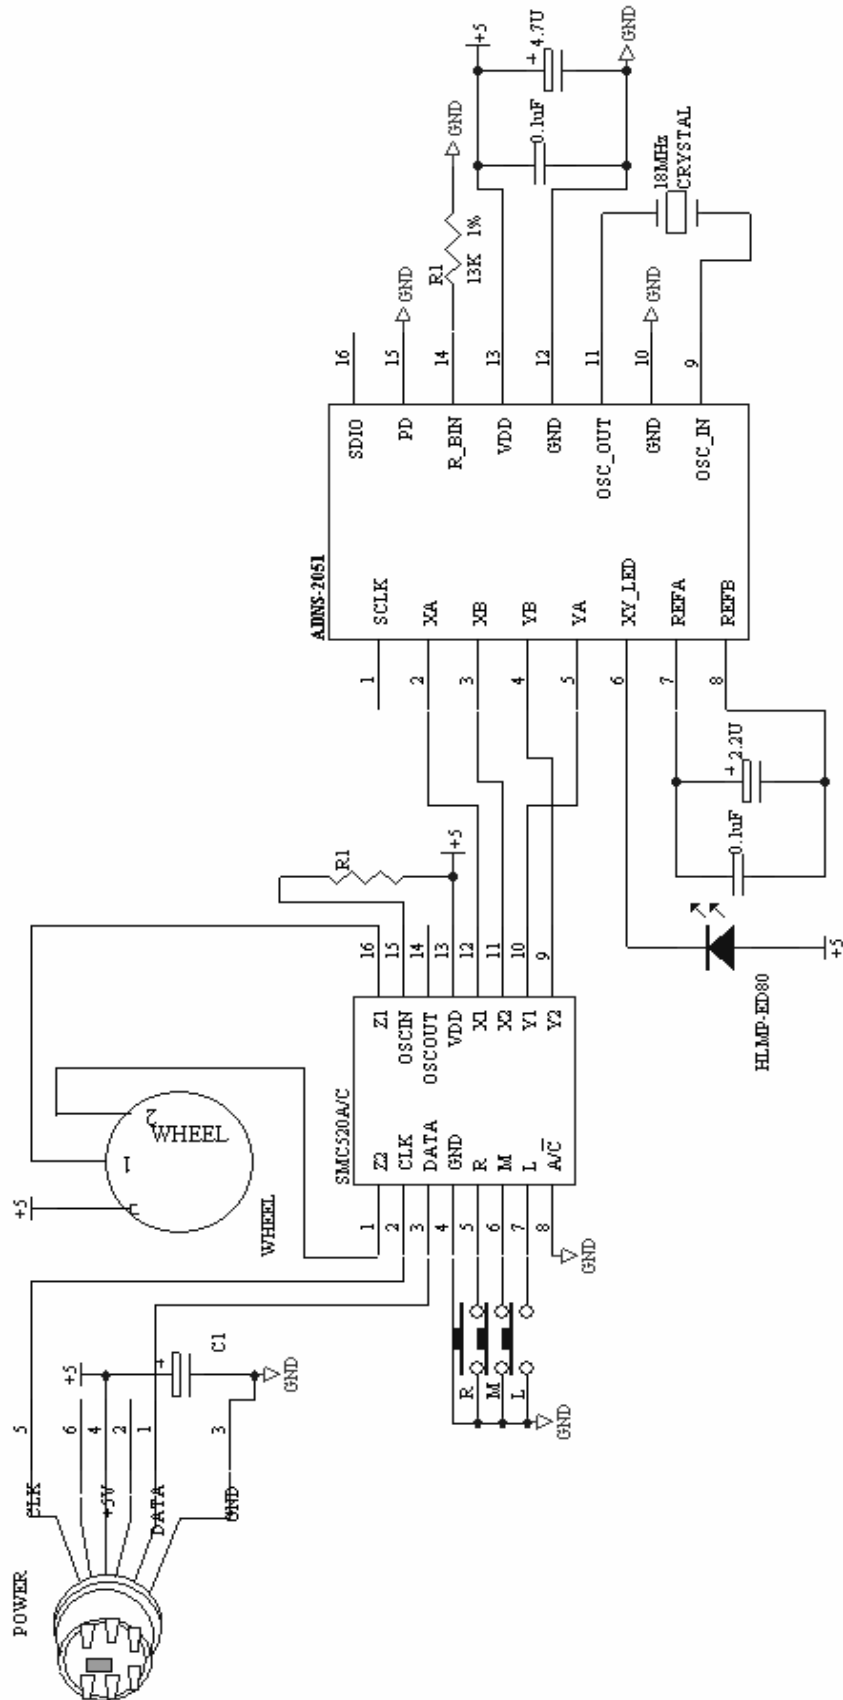 +5
4.7U
+
GND
0.1uF
GND
18MHz
CRYSTAL
R1
13K
1%
GND
GND
16
15
14
13
12
11
10
9
SDIO
PD
R_BIN
VDD
GND
OSC_OUT
GND
OSC_IN
ADNS-2051
SCLK
XA
XB
YB
YA
XY_LED
REFA
REFB
1
2
3
4
5
6
7
8
+ 2.2U
0.1uF
R1
+5
HLMP-ED80
+5
16
15
14
13
12
11
10
9
Z1
OSCIN
OSCOUT
VDD
X1
X2
Y1
Y2
SMC520A/C
Z2
CLK
DATA
GND
R
M
L
A/C
1
2
3
4
5
6
7
8
GND
2
WHEEL
1
+5
WHEEL
R
M
L
GND
+5
+
C1
GND
5
6
4
2
1
3
CLK
+5V
DATA
GND
POWER